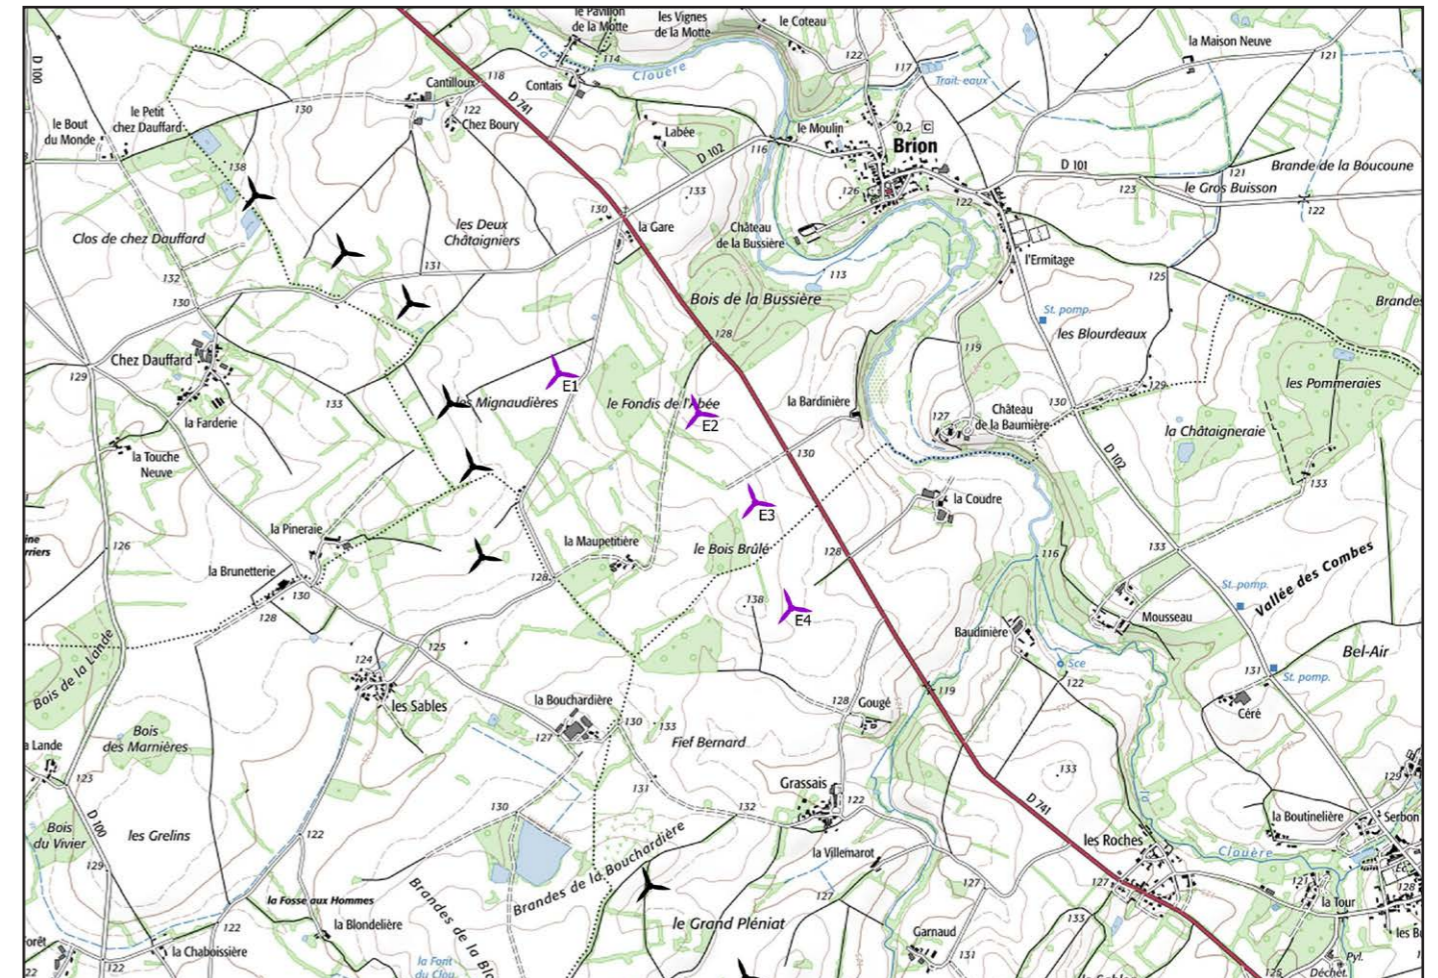 le Pavillon
de la Motte
les Vignes
de la Motte
le Coteau
la Maison Neuve
121
122
117
114
Clouère
Trait. eaux
D 100
Cantilloux
118
Contais
D 741
130
122
Chez Boury
le Petit
chez Dauffard
le Bout
du Monde
138
Labée
D 102
116
le Moulin
0,2
C
Brion
D 101
Brande de la Boucoune
121
123
le Gros Buisson
122
126
122
133
130
la Gare
les Deux
Châtaigniers
Clos de chez Dauffard
Château
de la Bussière
113
l'Ermitage
125
132
131
130
Bois de la Bussière
St. pomp.
les Blourdeaux
Brandes
128
119
Chez Dauffard
129
133
E1
les Mignaudières
le Fondis de l'Abée
E2
la Bardinière
127
Château
de la Baumière
130
129
les Pommeraies
la Châtaigneraie
la Farderie
la Touche
Neuve
130
D 102
133
E3
la Coudre
la Pineraie
la Brunetterie
126
130
128
la Maupetitière
128
le Bois Brûlé
128
116
133
Vallée des Combes
St. pomp.
138
E4
Baudinière
Mousseau
Bois de la Lande
124
125
Sce
122
Bel-Air
131
St. pomp.
119
les Sables
la Bouchardière
127
130
133
128
Gougé
Céré
Bois
des Marnières
Fief Bernard
a Lande
123
Grassais
133
129
131
132
122
130
D 741
D 100
Bois
du Vivier
les Grelins
122
129
les Roches
la Boutinelière
Serbon
Clouère
la Villemarot
Brandes de la Bouchardière
127
127
127
121
128
la Tour
la Fosse aux Hommes
la Blondelière
le Grand Pléniat
133
Garnaud
131
122
la Chaboissière
122
la Font
du Clou
126
Pyl.
Déchet.